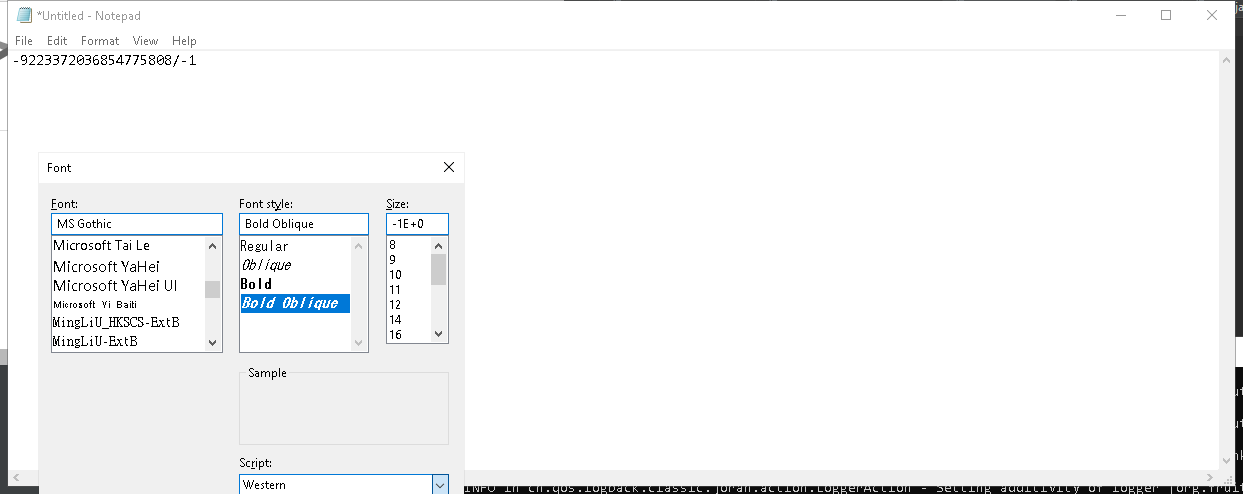 *Untitled - Notepad
File Edit Format View Help
-9223372036854775808/-1
Font
Font: Font style: Size:
MS Gothic Bold Oblique -1E+0
Microsoft Tai Le Regular 8
Microsoft YaHei Oblique 9
Microsoft YaHei UI Bold 10
Microsoft Yi Baiti Bold Oblique 11
MingLiU_HKSCS-ExtB 12
MingLiU-ExtB 14
16
Sample
Script:
Western
INFO in ch.qos.logback.classic.joran.action.LoggerAction - Setting additivity of logger